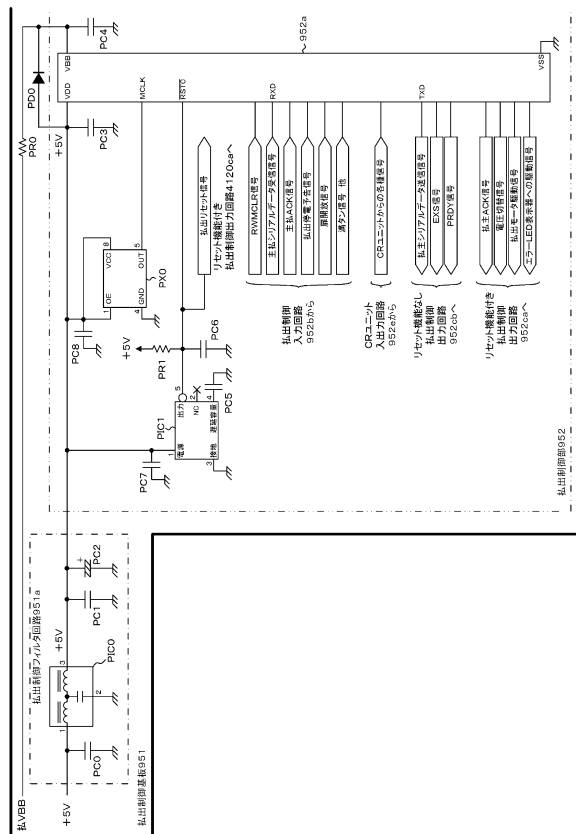 払VBB
+5V
払出制御基板951
PC0
1
2
3
PIC0
払出制御フィルタ回路951a
+5V
PC1
+
PC2
PC7
PIC1
1
電源
接地
3
出力
5
NC
2
遅延容量
4
PC5
PR1
+5V
PC6
PC8
1
OE
VCC
8
GND
4
OUT
5
PX0
PR0
PD0
+5V
PC3
PC4
VDD
VBB
MCLK
RST0
RXD
TXD
VSS
952a
払出リセット信号
リセット機能付き
払出制御出力回路4120caへ
RWMCLR信号
主払シリアルデータ受信信号
主払ACK信号
払出停電予告信号
扉開放信号
満タン信号 他
払出制御
入力回路
952bから
CRユニットからの各種信号
CRユニット
入出力回路
952eから
払主シリアルデータ送信信号
EXS信号
PRDY信号
リセット機能なし
払出制御
出力回路
952cbへ
払主ACK信号
電圧切替信号
払出モータ駆動信号
エラーLED表示器への駆動信号
リセット機能付き
払出制御
出力回路
952caへ
払出制御部952